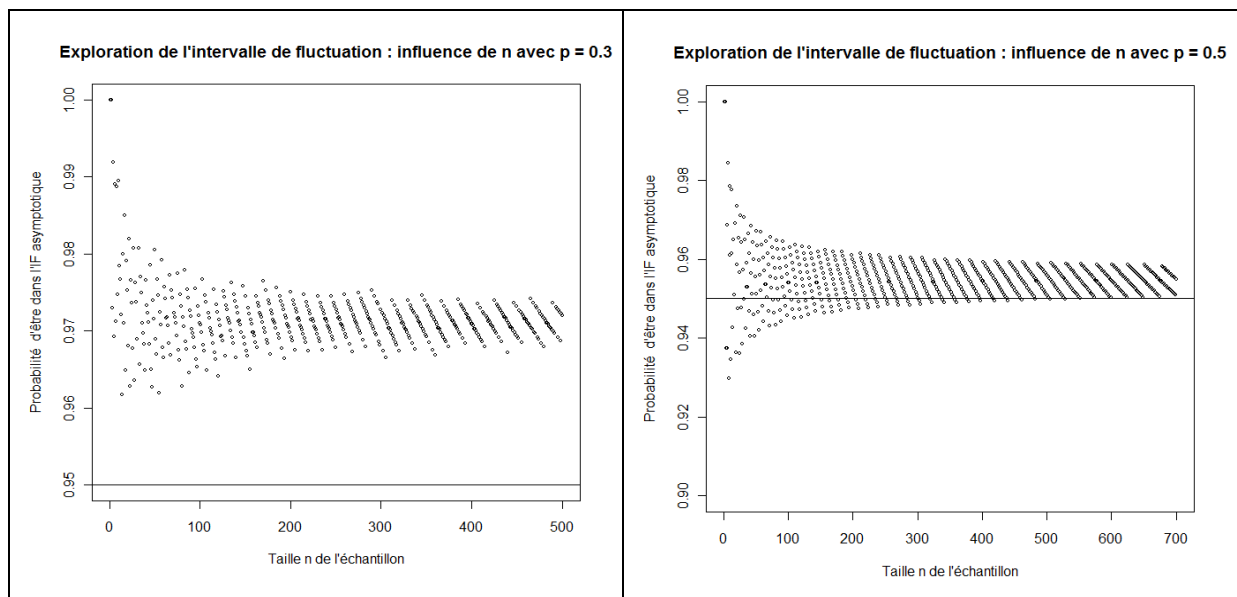 Exploration de l'intervalle de fluctuation : influence de n avec p = 0.3
Probabilité d'être dans l'IF asymptotique
1.00
0.99
0.98
0.97
0.96
0.95
0 100 200 300 400 500
Taille n de l'échantillon
Exploration de l'intervalle de fluctuation : influence de n avec p = 0.5
Probabilité d'être dans l'IF asymptotique
1.00
0.98
0.96
0.94
0.92
0.90
0 100 200 300 400 500 600 700
Taille n de l'échantillon